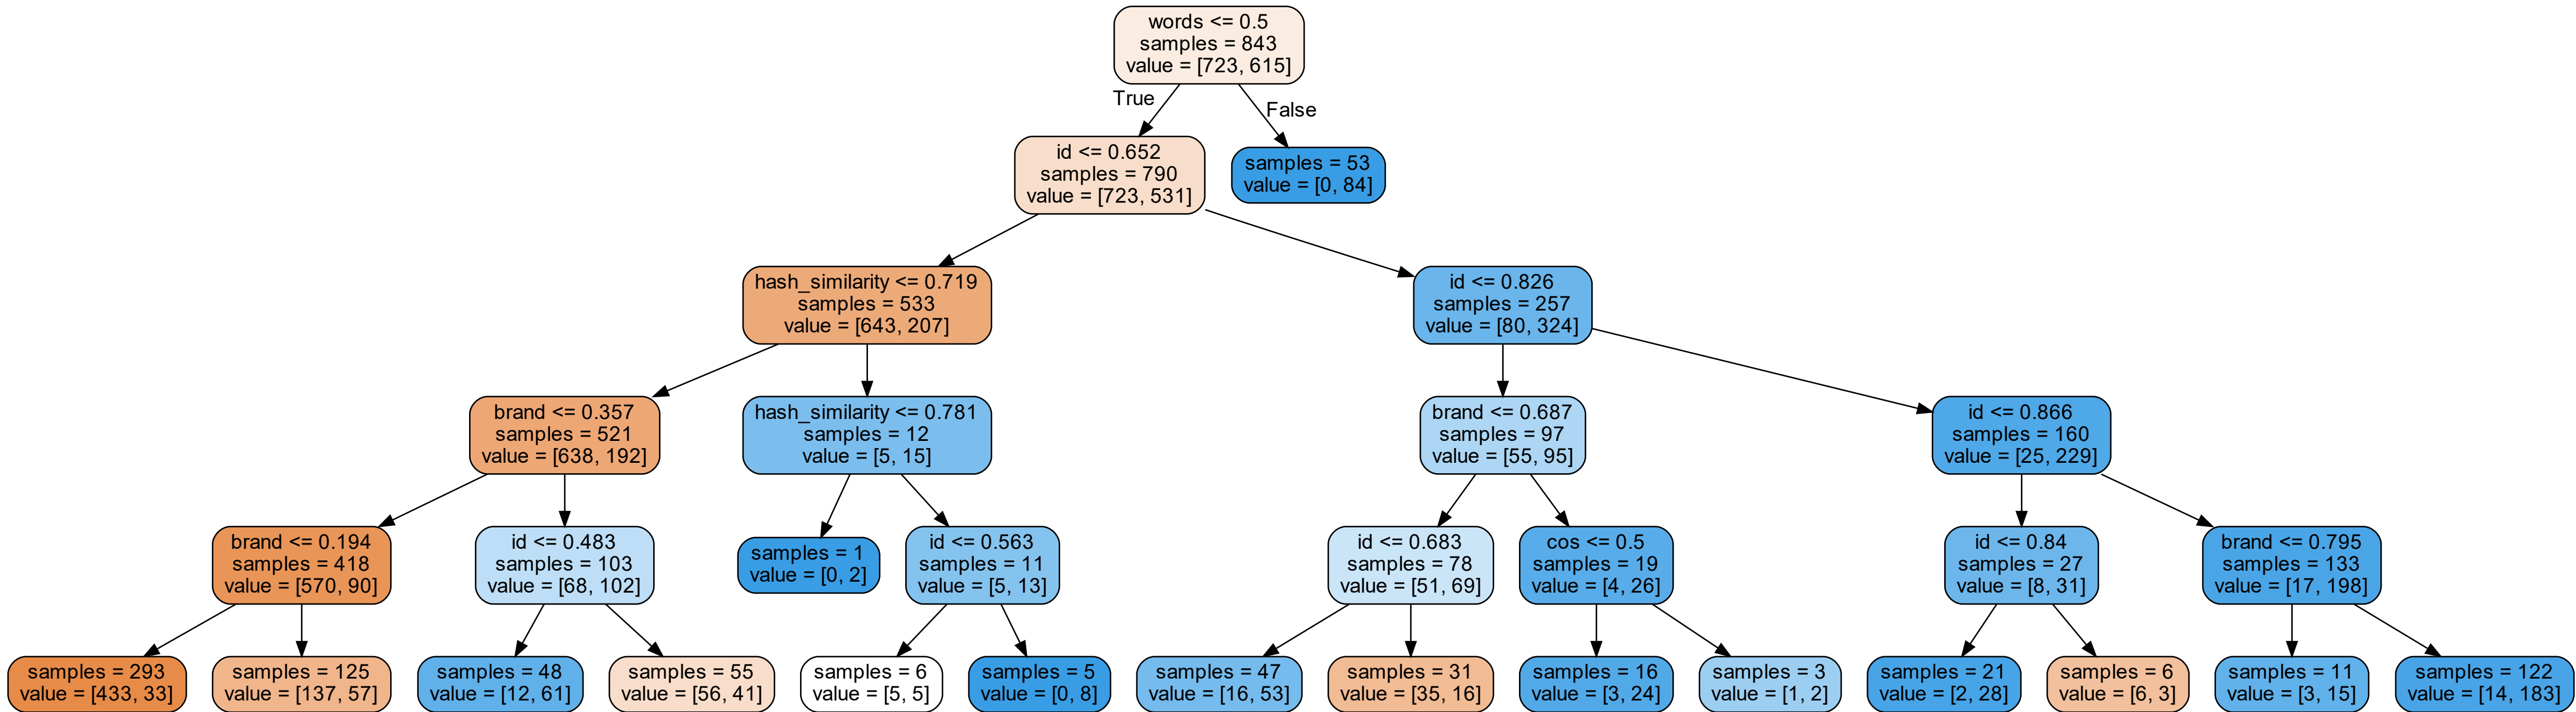 words <= 0.5
samples = 843
value = [723, 615]
True
False
id <= 0.652
samples = 790
value = [723, 531]
samples = 53
value = [0, 84]
hash_similarity <= 0.719
samples = 533
value = [643, 207]
id <= 0.826
samples = 257
value = [80, 324]
brand <= 0.357
samples = 521
value = [638, 192]
hash_similarity <= 0.781
samples = 12
value = [5, 15]
brand <= 0.687
samples = 97
value = [55, 95]
id <= 0.866
samples = 160
value = [25, 229]
brand <= 0.194
samples = 418
value = [570, 90]
id <= 0.483
samples = 103
value = [68, 102]
samples = 1
value = [0, 2]
id <= 0.563
samples = 11
value = [5, 13]
id <= 0.683
samples = 78
value = [51, 69]
cos <= 0.5
samples = 19
value = [4, 26]
id <= 0.84
samples = 27
value = [8, 31]
brand <= 0.795
samples = 133
value = [17, 198]
samples = 293
value = [433, 33]
samples = 125
value = [137, 57]
samples = 48
value = [12, 61]
samples = 55
value = [56, 41]
samples = 6
value = [5, 5]
samples = 5
value = [0, 8]
samples = 47
value = [16, 53]
samples = 31
value = [35, 16]
samples = 16
value = [3, 24]
samples = 3
value = [1, 2]
samples = 21
value = [2, 28]
samples = 6
value = [6, 3]
samples = 11
value = [3, 15]
samples = 122
value = [14, 183]